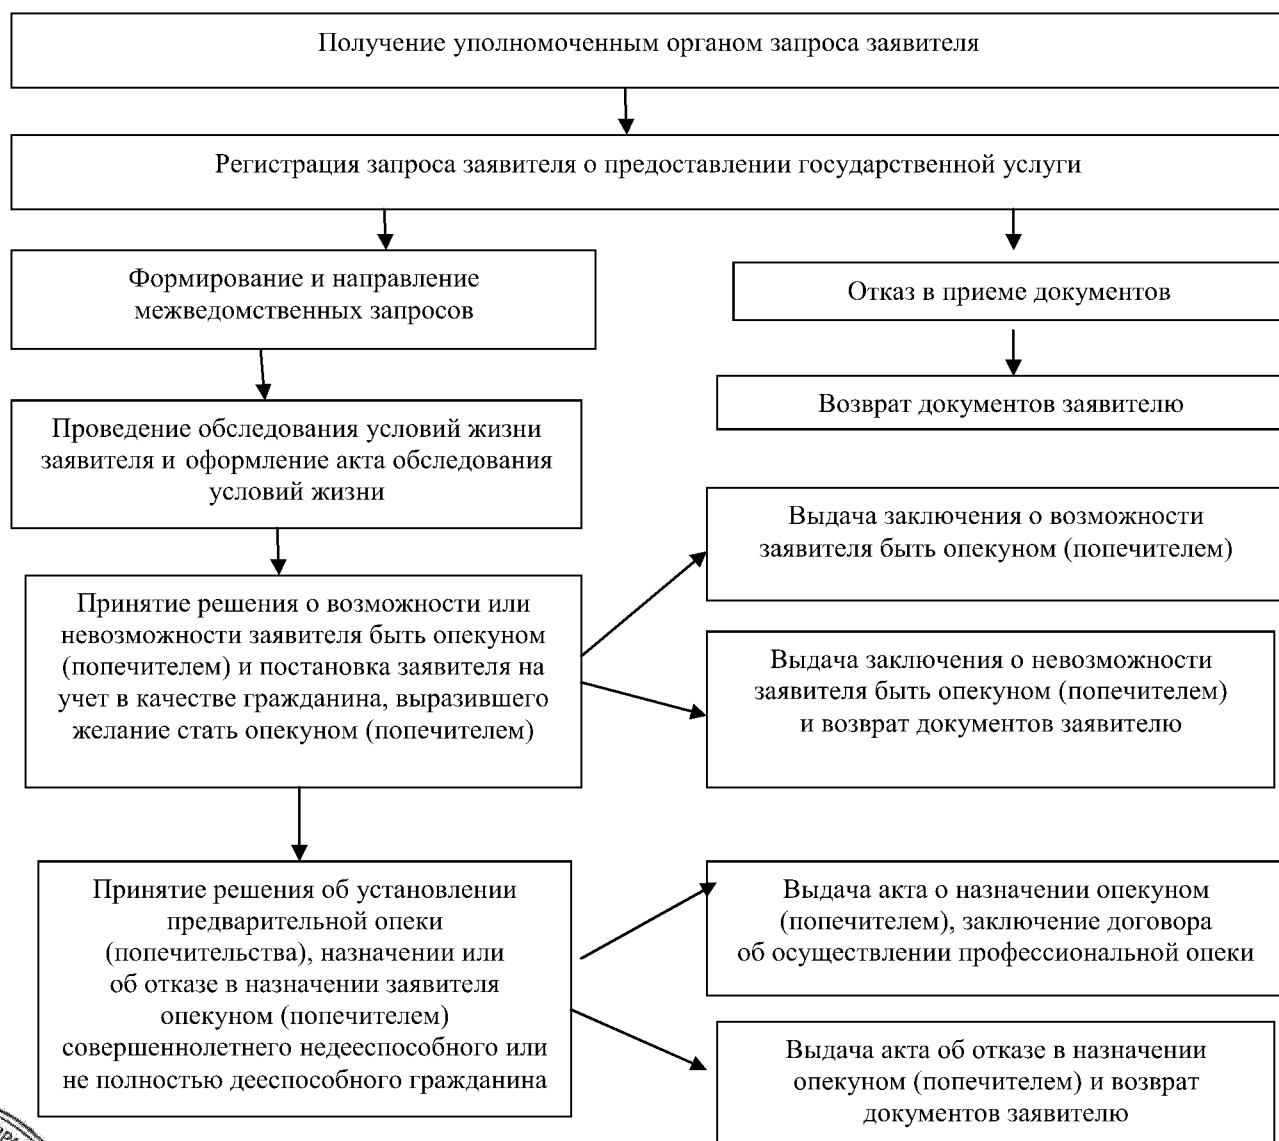 Получение уполномоченным органом запроса заявителя
Регистрация запроса заявителя о предоставлении государственной услуги
Формирование и направление
межведомственных запросов
Отказ в приеме документов
Возврат документов заявителю
Проведение обследования условий жизни
заявителя и оформление акта обследования
условий жизни
Выдача заключения о возможности
заявителя быть опекуном (попечителем)
Принятие решения о возможности или
невозможности заявителя быть опекуном
(попечителем) и постановка заявителя на
учет в качестве гражданина, выразившего
желание стать опекуном (попечителем)
Выдача заключения о невозможности
заявителя быть опекуном (попечителем)
и возврат документов заявителю
Принятие решения об установлении
предварительной опеки
(попечительства), назначении или
об отказе в назначении заявителя
опекуном (попечителем)
совершеннолетнего недееспособного или
не полностью дееспособного гражданина
Выдача акта о назначении опекуном
(попечителем), заключение договора
об осуществлении профессиональной опеки
Выдача акта об отказе в назначении
опекуном (попечителем) и возврат
документов заявителю